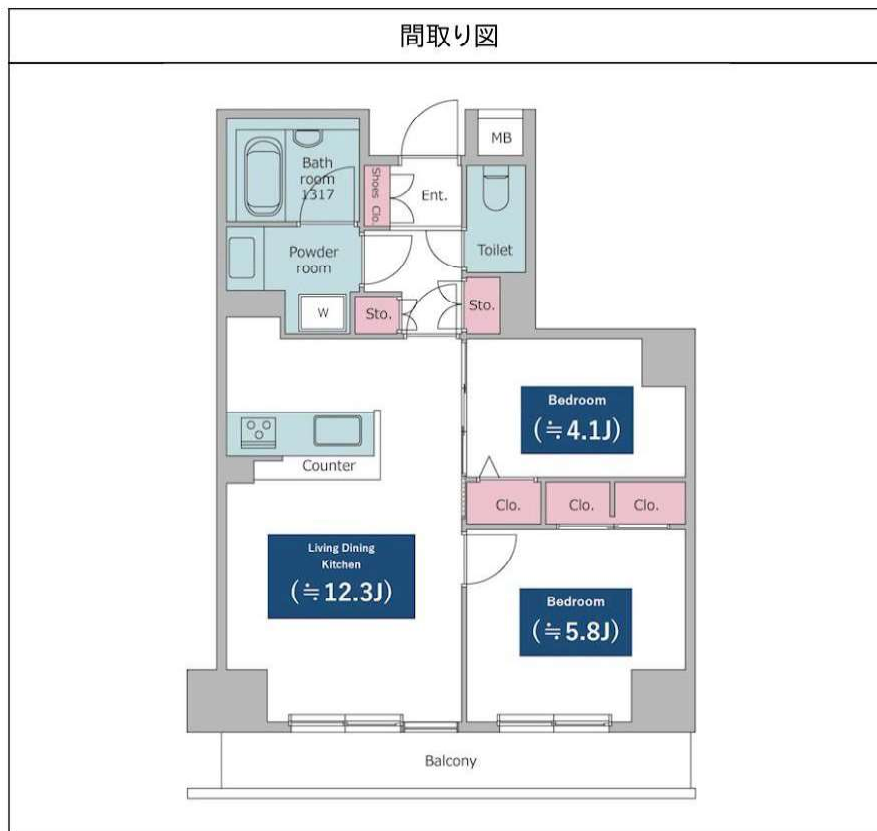 間取り図
MB
Bath
room
1317
Shoes Clo.
Ent.
Toilet
Powder
room
W
Sto.
Sto.
Bedroom
(≒4.1J)
Counter
Clo.
Clo.
Clo.
Living Dining
Kitchen
(≒12.3J)
Bedroom
(≒5.8J)
Balcony